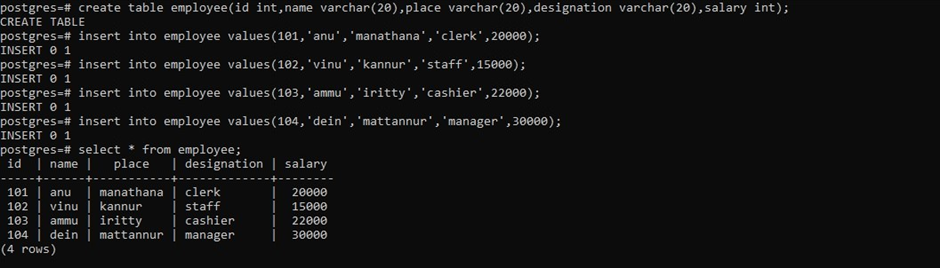 postgres=# create table employee(id int,name varchar(20),place varchar(20),designation varchar(20),salary int);
CREATE TABLE
postgres=# insert into employee values(101,'anu','manathana','clerk',20000);
INSERT 0 1
postgres=# insert into employee values(102,'vinu','kannur','staff',15000);
INSERT 0 1
postgres=# insert into employee values(103,'ammu','iritty','cashier',22000);
INSERT 0 1
postgres=# insert into employee values(104,'dein','mattannur','manager',30000);
INSERT 0 1
postgres=# select * from employee;
 id  | name |   place   | designation | salary
-----+------+-----------+-------------+--------
 101 | anu  | manathana | clerk       |  20000
 102 | vinu | kannur    | staff       |  15000
 103 | ammu | iritty    | cashier     |  22000
 104 | dein | mattannur | manager     |  30000
(4 rows)